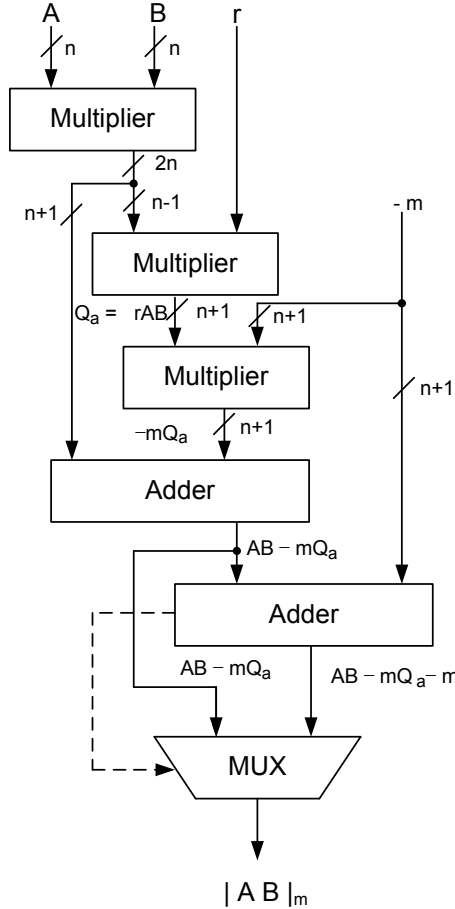 A B r
n n
Multiplier
2n
n+1 n-1
- m
Multiplier
Qₐ = rAB n+1 n+1
Multiplier
n+1
−mQₐ n+1
Adder
AB − mQₐ
Adder
AB − mQₐ AB − mQ ₐ − m
MUX
| A B |ₘ